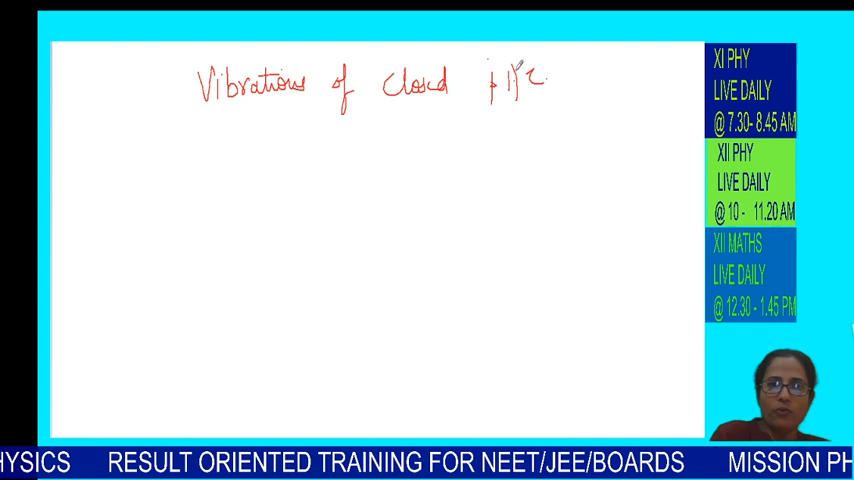 Vibrations of Closed pipe.
XI PHY
LIVE DAILY
@ 7.30- 8.45 AM
XII PHY
LIVE DAILY
@ 10 - 11.20 AM
XII MATHS
LIVE DAILY
@ 12.30 - 1.45 PM
HYSICS RESULT ORIENTED TRAINING FOR NEET/JEE/BOARDS MISSION PH